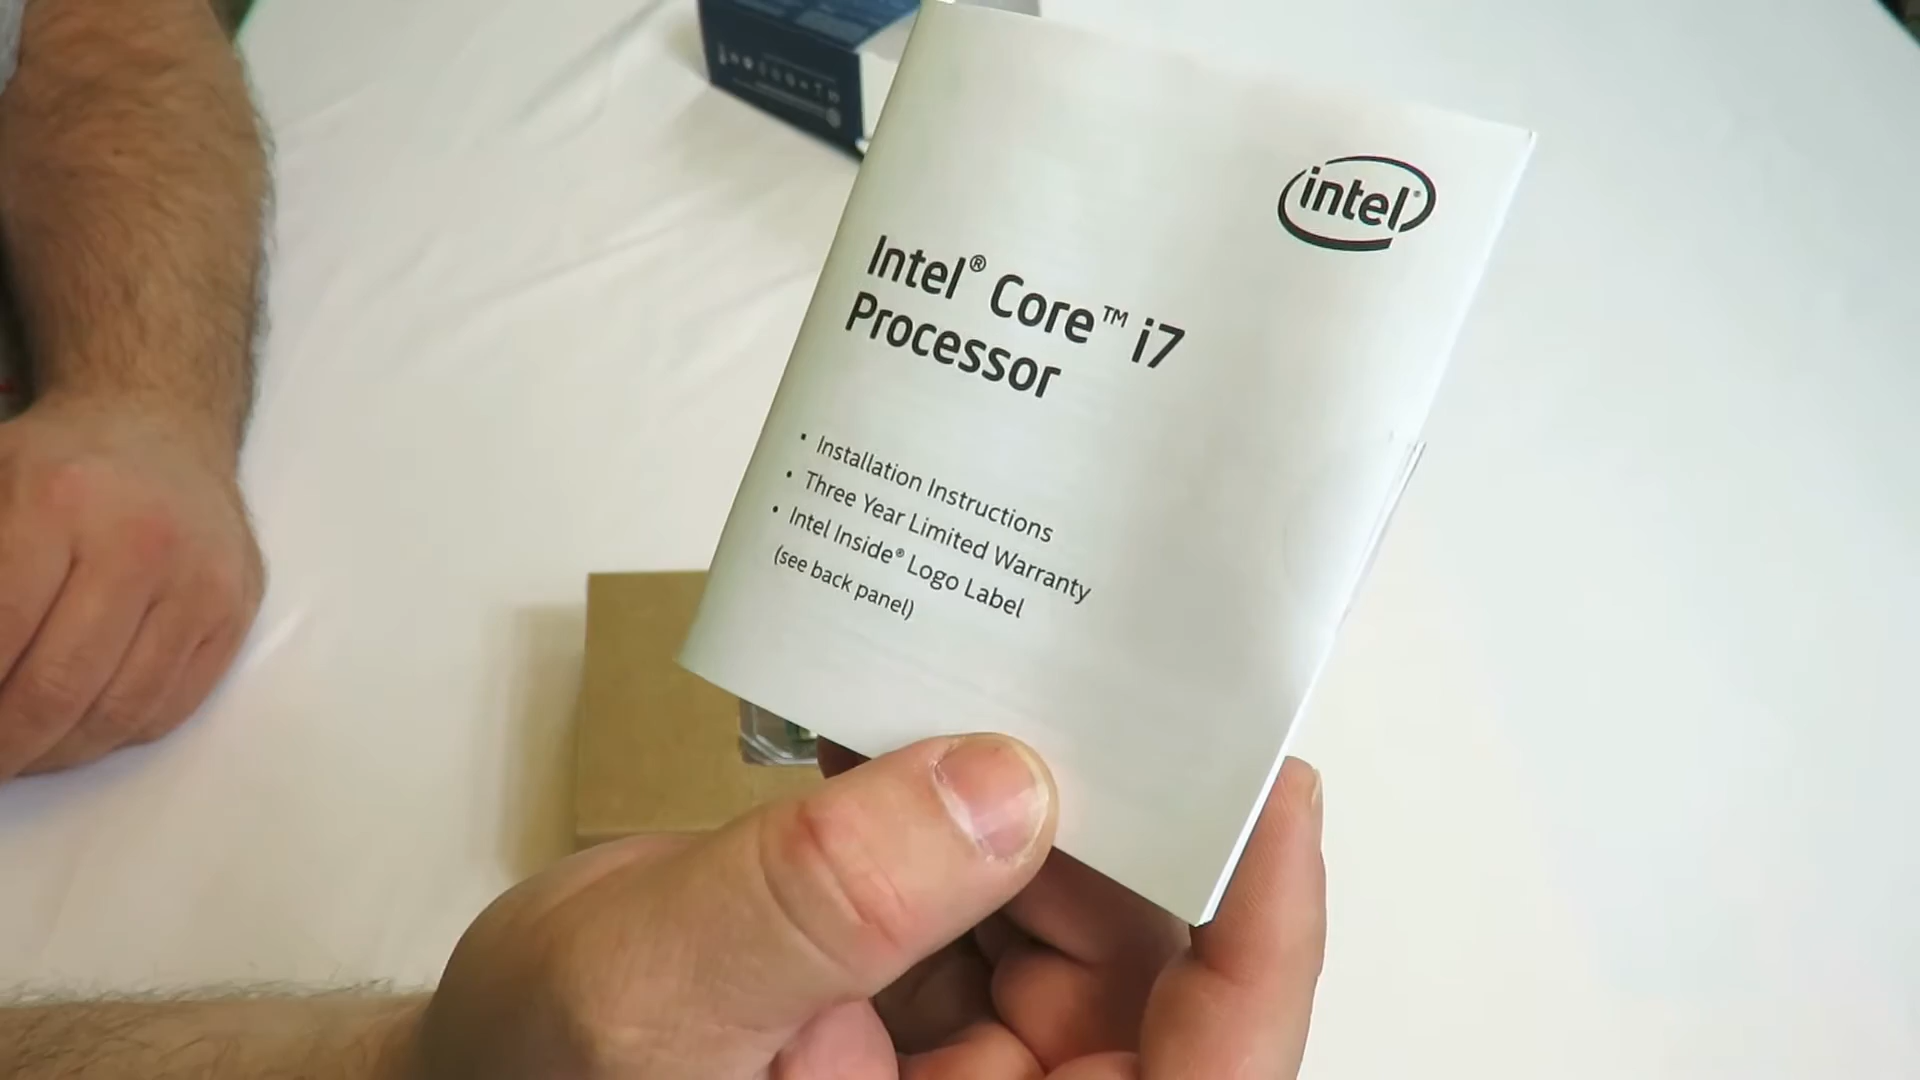 intel®
Intel® Core™ i7
Processor
• Installation Instructions
• Three Year Limited Warranty
• Intel Inside® Logo Label
(see back panel)